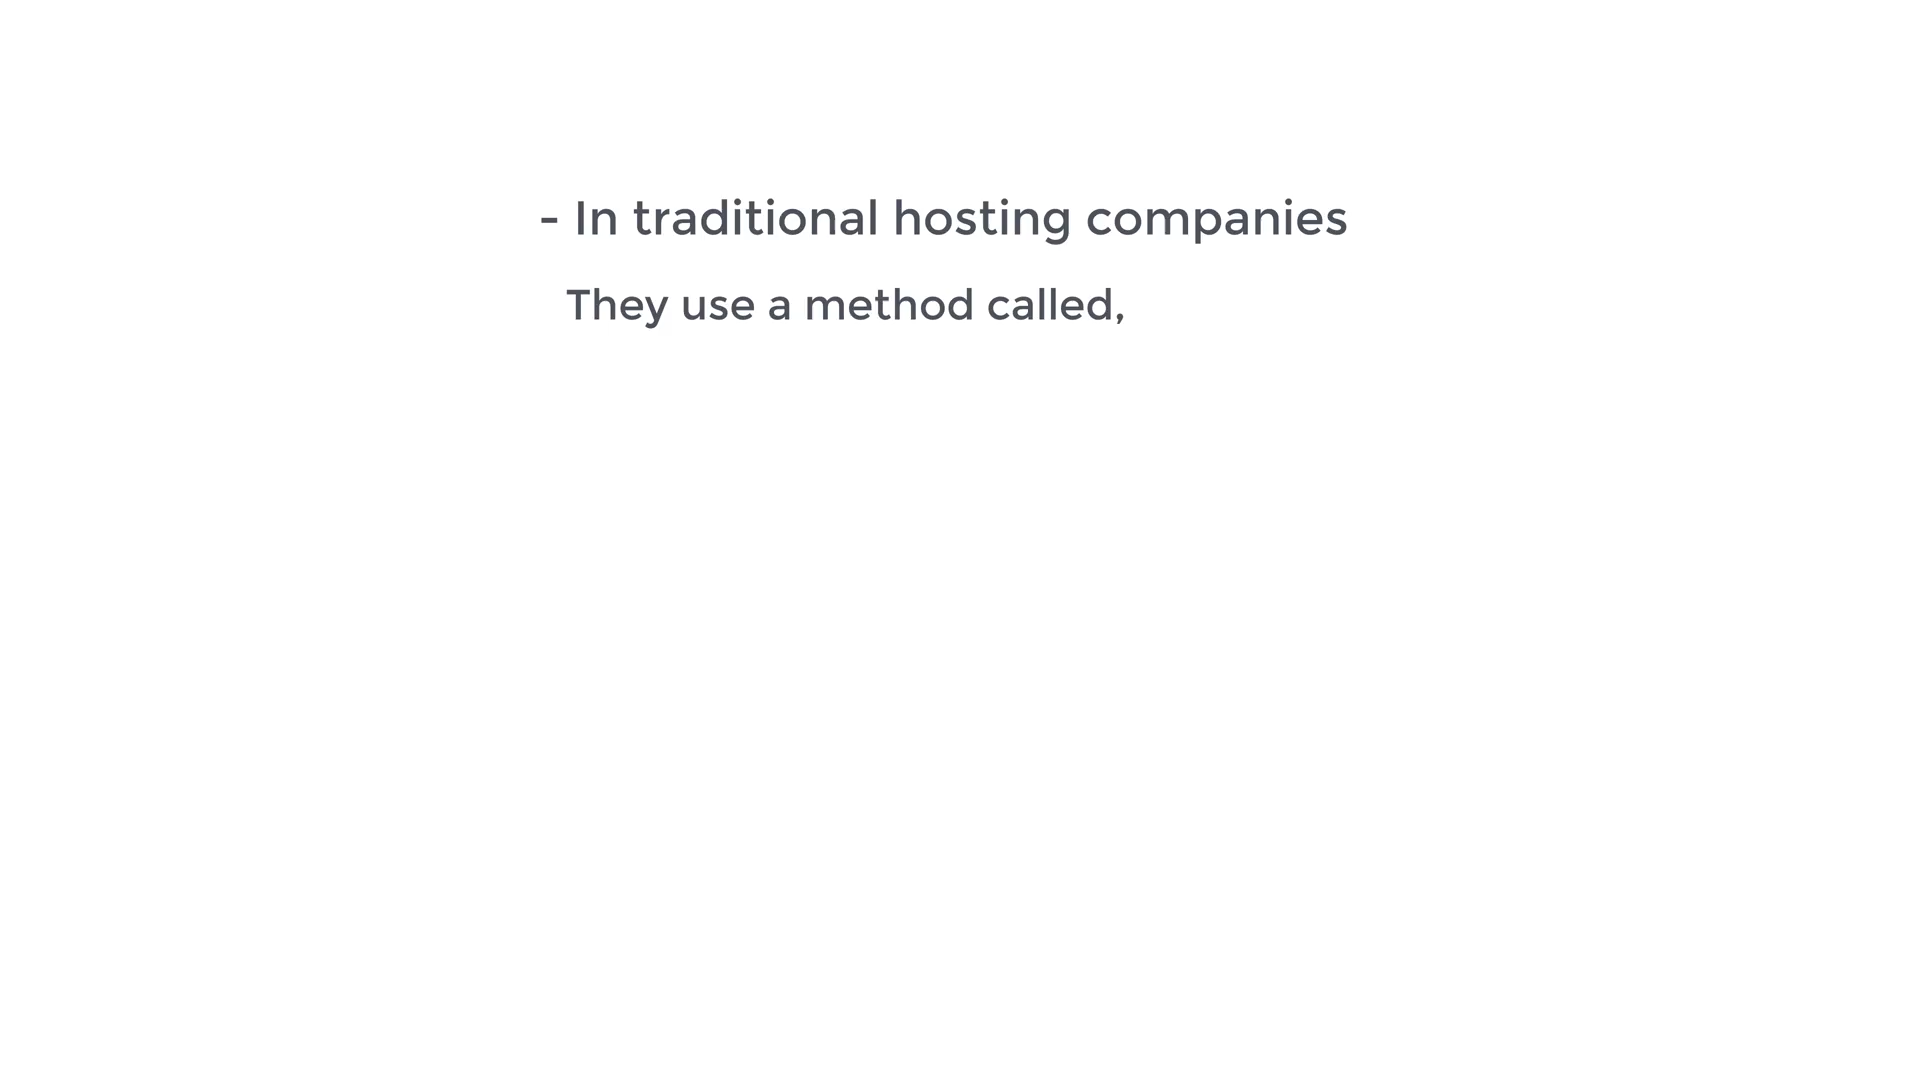 - In traditional hosting companies
They use a method called,